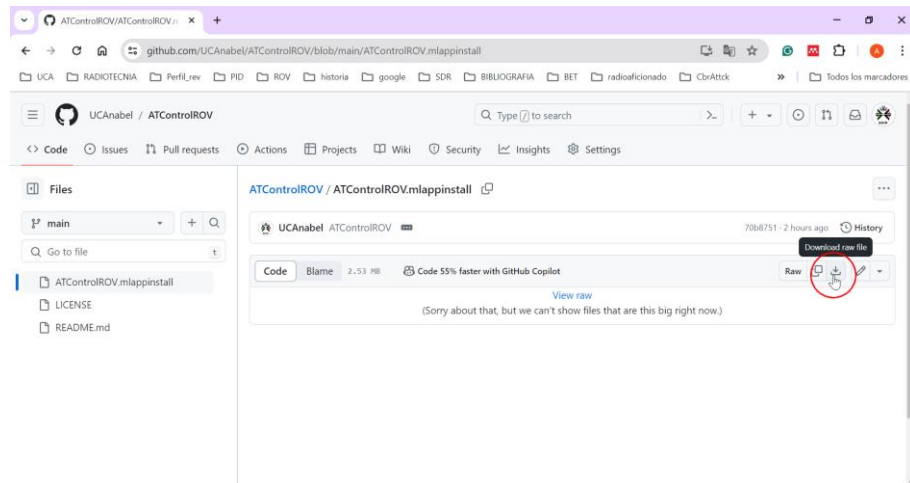 ATControlROV/ATControlROV.m
github.com/UCAnabel/ATControlROV/blob/main/ATControlROV.mlappinstall
UCA RADIOTECNIA Perfil_rev PID ROV historia google SDR BIBLIOGRAFIA BET radioaficionado CbrAttck » Todos los marcadores
UCAnabel / ATControlROV Type / to search
<> Code Issues Pull requests Actions Projects Wiki Security Insights Settings
Files
ATControlROV / ATControlROV.mlappinstall
main
UCAnabel ATControlROV 70b8751 · 2 hours ago History
Go to file t
Download raw file
Code Blame 2.53 MB Code 55% faster with GitHub Copilot Raw
ATControlROV.mlappinstall
View raw
LICENSE
(Sorry about that, but we can't show files that are this big right now.)
README.md